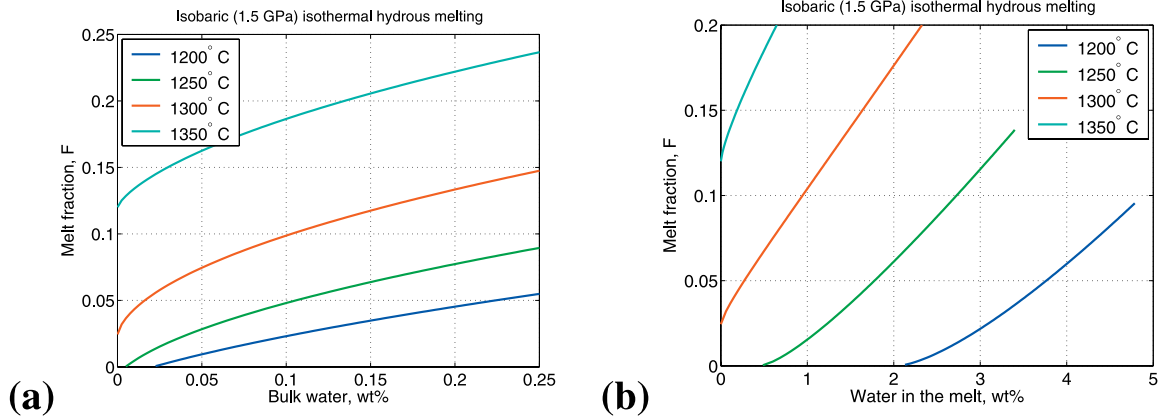 Isobaric (1.5 GPa) isothermal hydrous melting
0.25
0.2
0.15
0.1
0.05
0
Melt fraction, F
1200° C
1250° C
1300° C
1350° C
0
0.05
0.1
0.15
0.2
0.25
Bulk water, wt%
(a)
Isobaric (1.5 GPa) isothermal hydrous melting
0.2
0.15
0.1
0.05
0
Melt fraction, F
1200° C
1250° C
1300° C
1350° C
0
1
2
3
4
5
Water in the melt, wt%
(b)